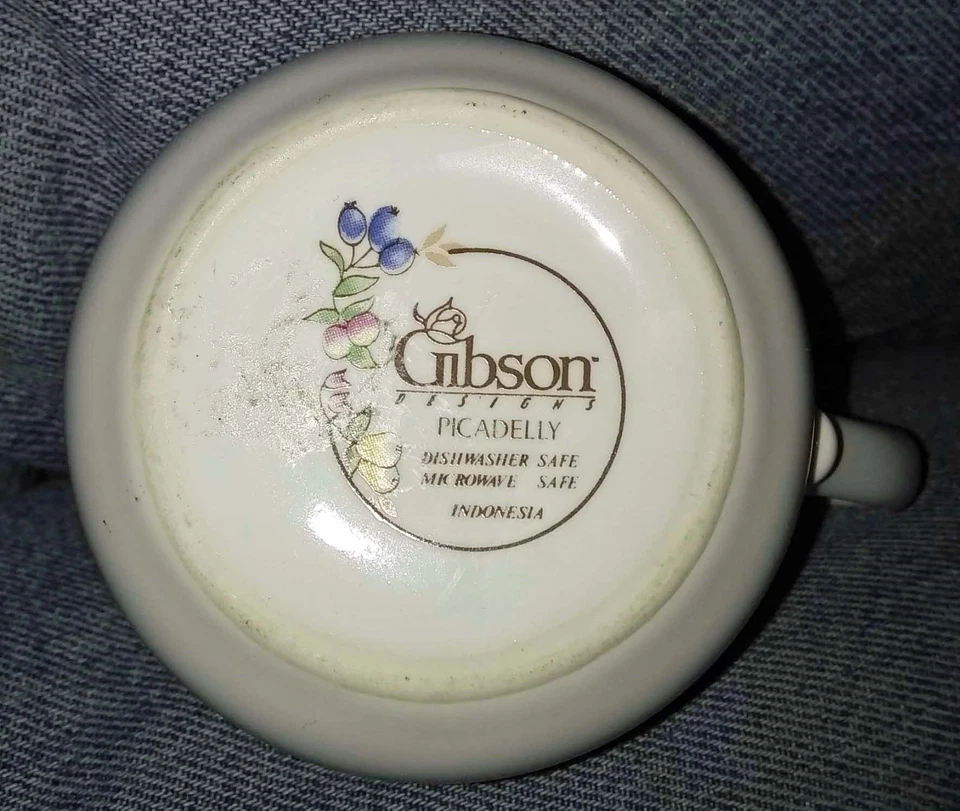 Gibson
DESIGNS
PICADELLY
DISHWASHER SAFE
MICROWAVE SAFE
INDONESIA